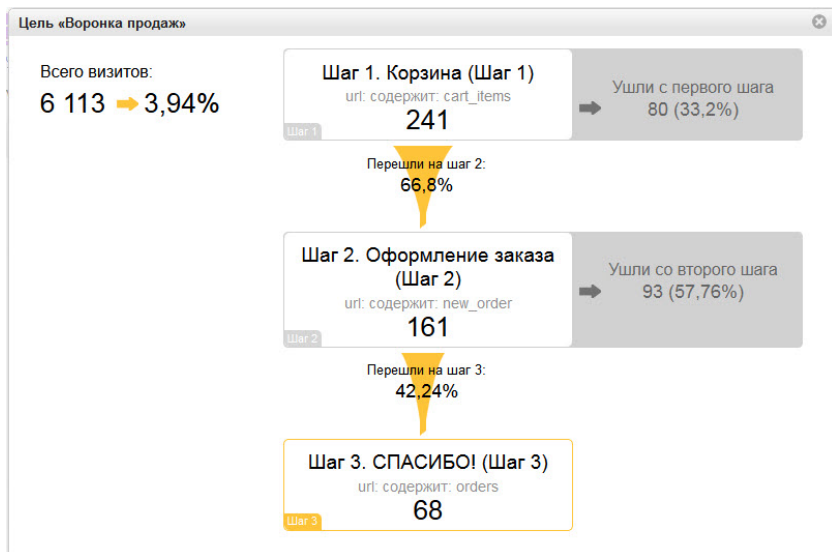 Цель «Воронка продаж»
Всего визитов:
6 113 3,94%
Шаг 1. Корзина (Шаг 1)
url: содержит: cart_items
241
Шаг 1
Ушли с первого шага
80 (33,2%)
Перешли на шаг 2:
66,8%
Шаг 2. Оформление заказа
(Шаг 2)
url: содержит: new_order
161
Шаг 2
Ушли со второго шага
93 (57,76%)
Перешли на шаг 3:
42,24%
Шаг 3. СПАСИБО! (Шаг 3)
url: содержит: orders
68
Шаг 3